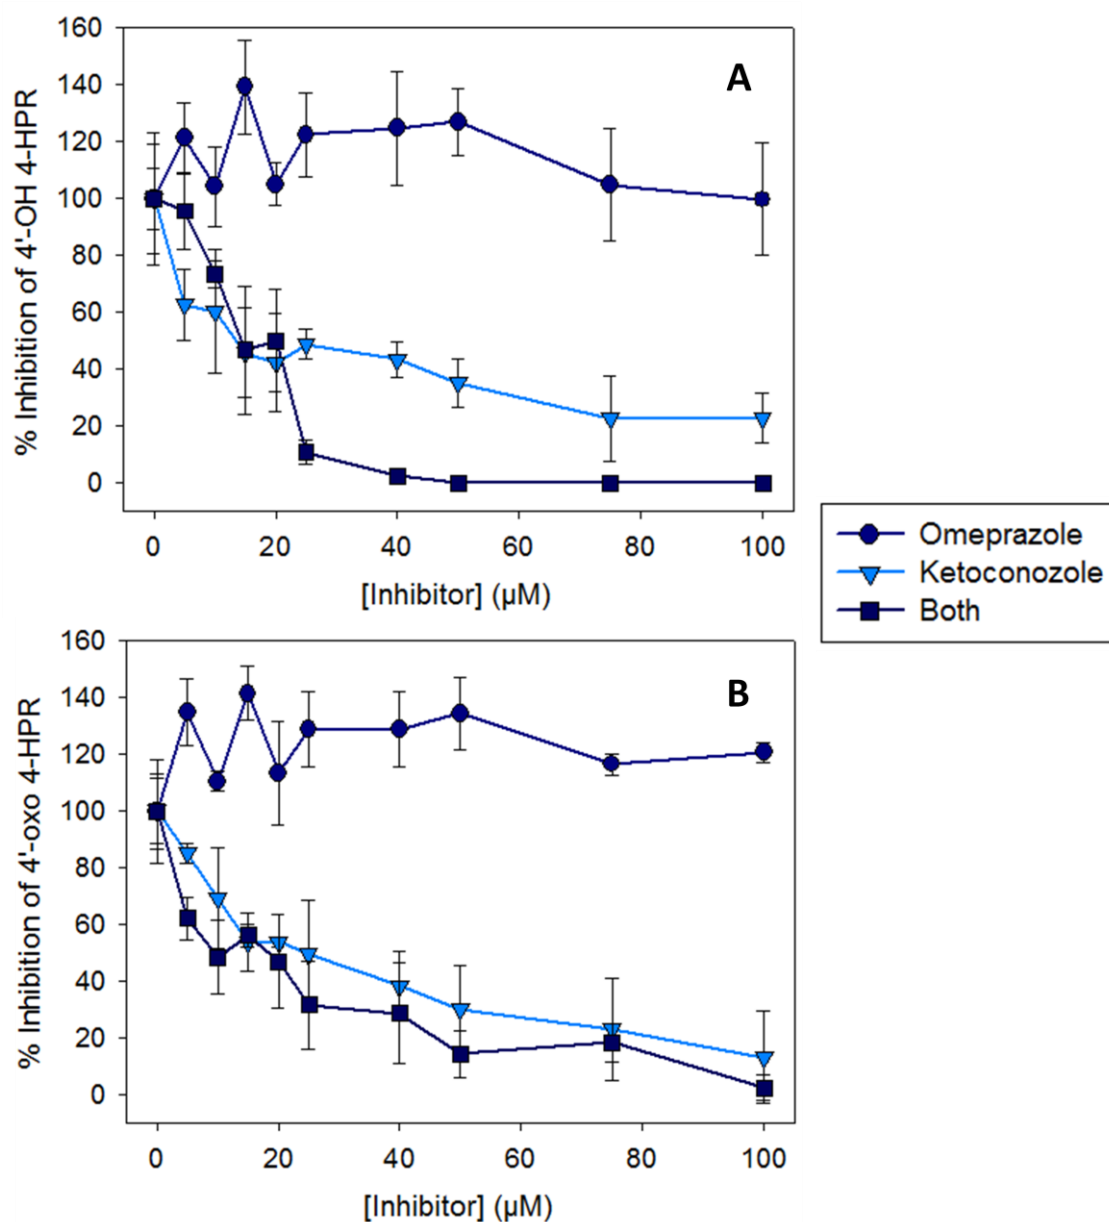 A
% Inhibition of 4'-OH 4-HPR
160
140
120
100
80
60
40
20
0
0 20 40 60 80 100
[Inhibitor] (µM)
Omeprazole
Ketoconozole
Both
B
% Inhibition of 4'-oxo 4-HPR
160
140
120
100
80
60
40
20
0
0 20 40 60 80 100
[Inhibitor] (µM)